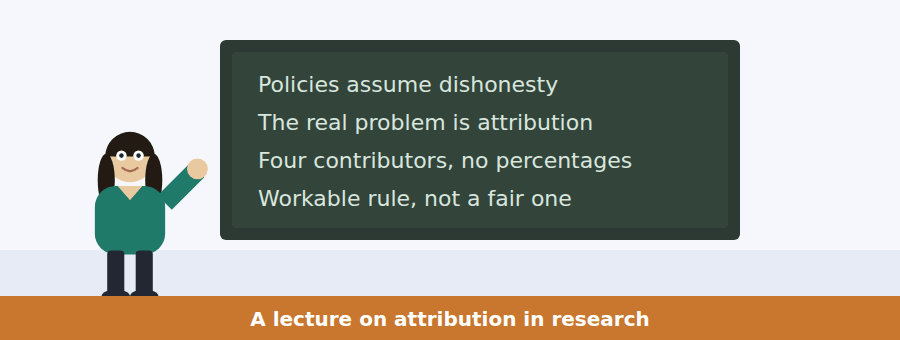 Policies assume dishonesty
The real problem is attribution
Four contributors, no percentages
Workable rule, not a fair one
A lecture on attribution in research